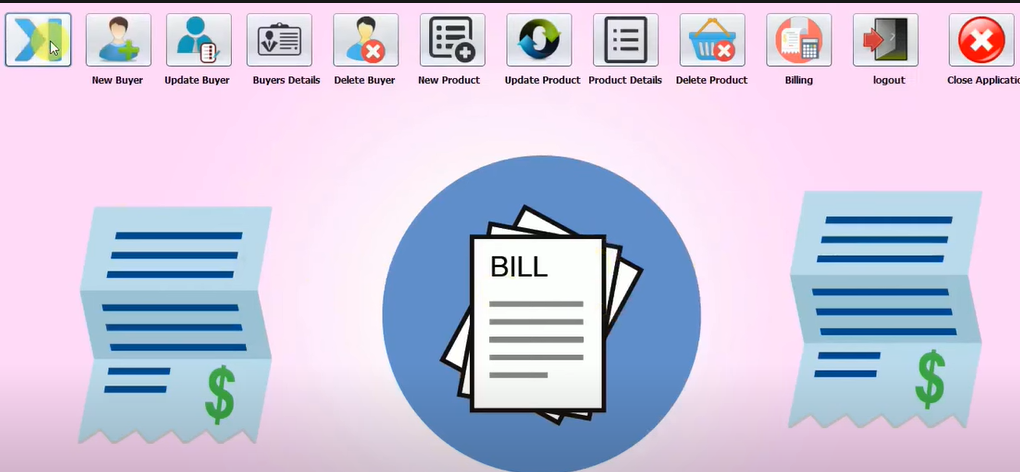 New Buyer
Update Buyer
Buyers Details
Delete Buyer
New Product
Update Product
Product Details
Delete Product
Billing
logout
Close Applicatio
BILL
$
$